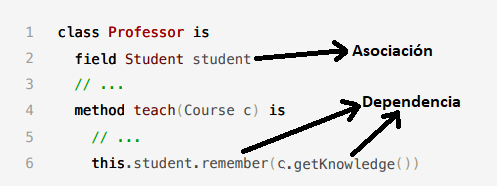 1 class Professor is
2 field Student student
Asociación
3 // ...
4 method teach(Course c) is
Dependencia
5 // ...
6 this.student.remember(c.getKnowledge())